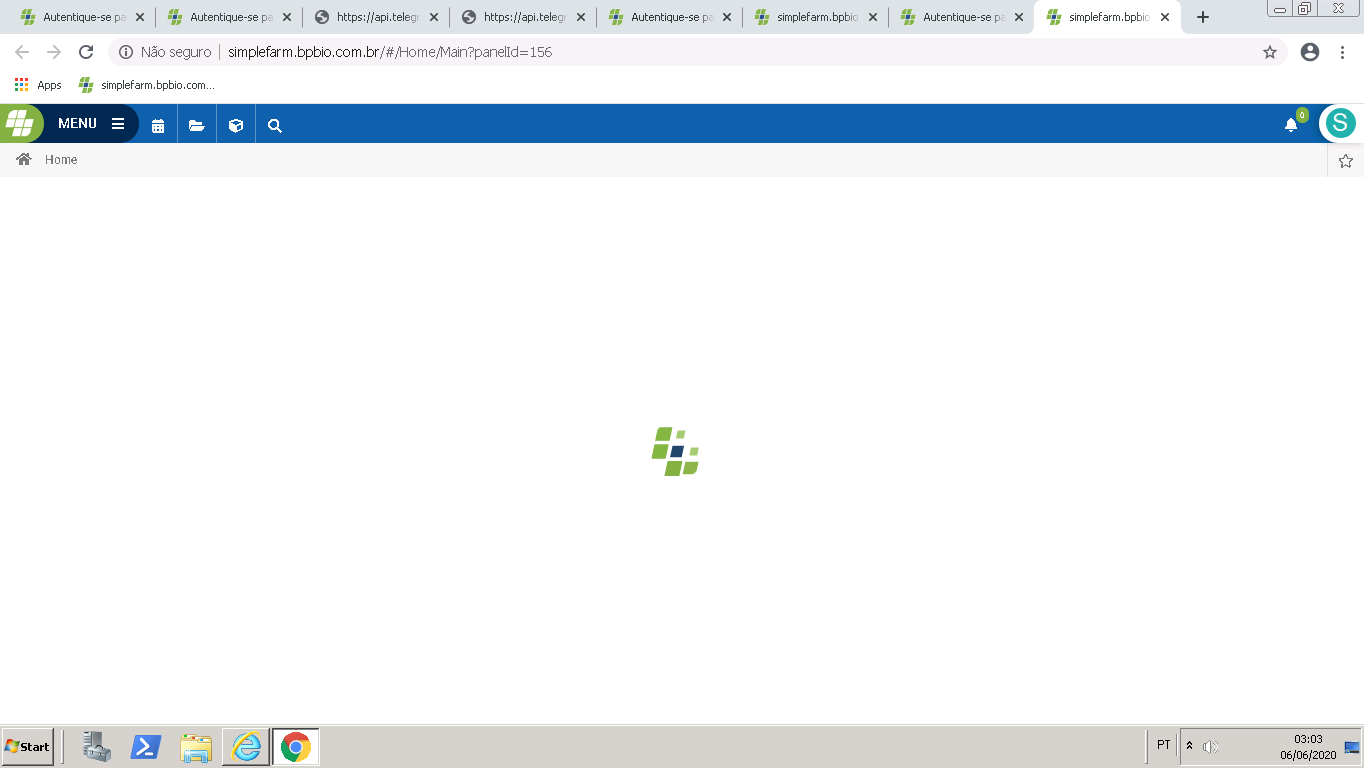 Autentique-se pa
Autentique-se pa
https://api.telegr
https://api.telegr
Autentique-se pa
simplefarm.bpbio
Autentique-se pa
simplefarm.bpbio
Não seguro
simplefarm.bpbio.com.br/#/Home/Main?panelId=156
Apps
simplefarm.bpbio.com...
MENU
0
S
Home
Start
PT
03:03
06/06/2020